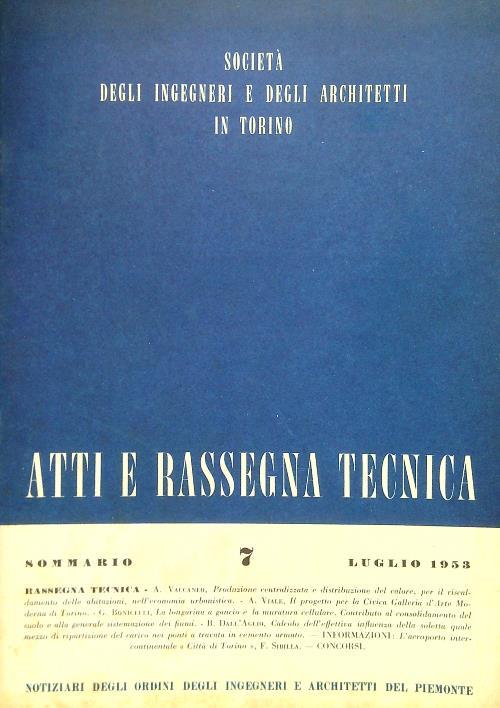 SOCIETÀ
DEGLI INGEGNERI E DEGLI ARCHITETTI
IN TORINO
ATTI E RASSEGNA TECNICA
SOMMARIO 7 LUGLIO 1953
RASSEGNA TECNICA - A. VACCANEO, Produzione centralizzata e distribuzione del calore, per il riscal-
damento delle abitazioni, nell'economia urbanistica. - A. VIALE, Il progetto per la Civica Galleria d'Arte Mo-
derna di Torino. - G. BONICELLI, La longarina a gancio e la muratura cellulare. Contributo al consolidamento del
suolo e alla generale sistemazione dei fiumi. - B. DALL'AGLIO, Calcolo dell'effettiva influenza della soletta quale
mezzo di ripartizione del carico nei ponti a travata in cemento armato. — INFORMAZIONI: L'aeroporto inter-
continentale « Città di Torino », F. SIBILLA. — CONCORSI.
NOTIZIARI DEGLI ORDINI DEGLI INGEGNERI E ARCHITETTI DEL PIEMONTE